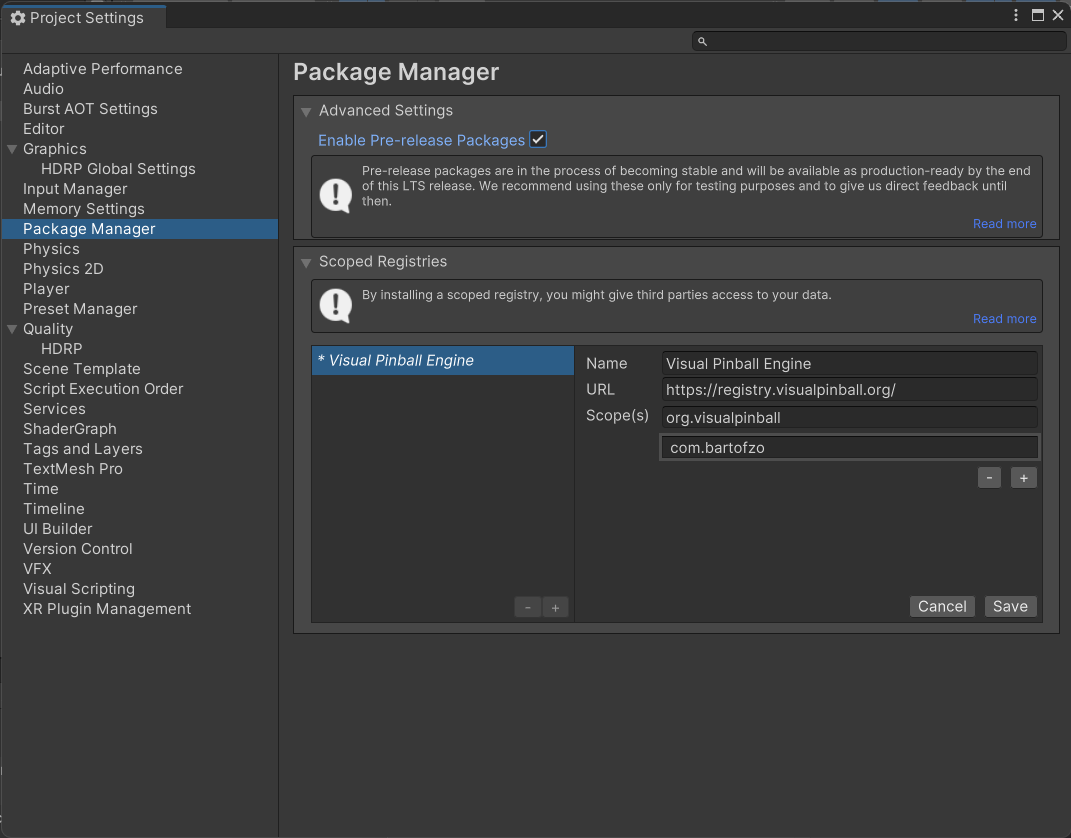 Project Settings
Adaptive Performance
Audio
Burst AOT Settings
Editor
Graphics
HDRP Global Settings
Input Manager
Memory Settings
Package Manager
Physics
Physics 2D
Player
Preset Manager
Quality
HDRP
Scene Template
Script Execution Order
Services
ShaderGraph
Tags and Layers
TextMesh Pro
Time
Timeline
UI Builder
Version Control
VFX
Visual Scripting
XR Plugin Management
Package Manager
Advanced Settings
Enable Pre-release Packages
Pre-release packages are in the process of becoming stable and will be available as production-ready by the end
of this LTS release. We recommend using these only for testing purposes and to give us direct feedback until
then.
Read more
Scoped Registries
By installing a scoped registry, you might give third parties access to your data.
Read more
* Visual Pinball Engine
- +
Name Visual Pinball Engine
URL https://registry.visualpinball.org/
Scope(s) org.visualpinball
com.bartofzo
- +
Cancel Save